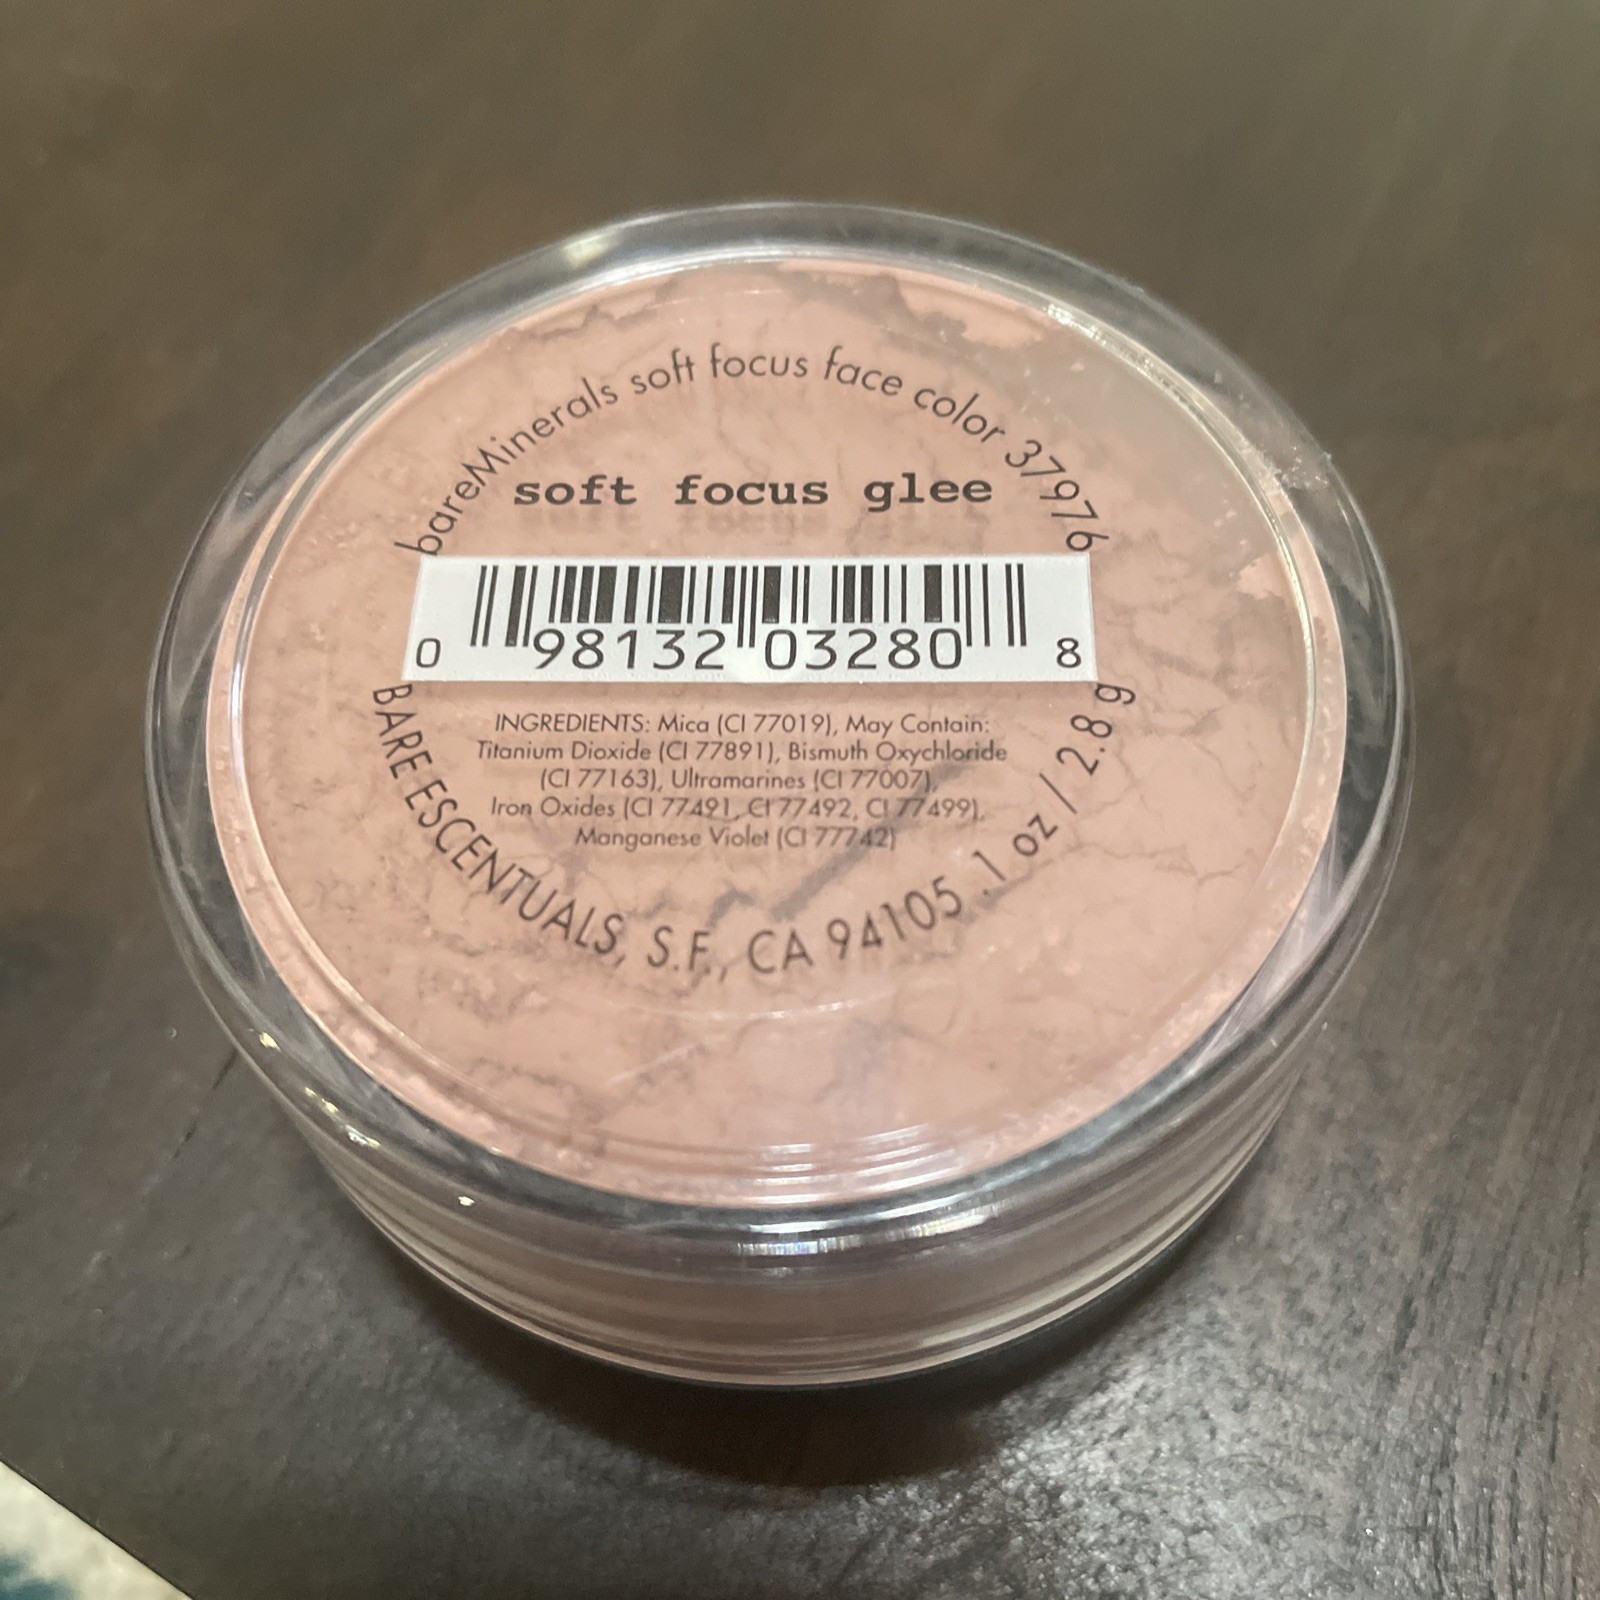 bareMinerals soft focus face color 37976
soft focus glee
0 98132 03280 8
INGREDIENTS: Mica (CI 77019), May Contain:
Titanium Dioxide (CI 77891), Bismuth Oxychloride
(CI 77163), Ultramarines (CI 77007),
Iron Oxides (CI 77491, CI 77492, CI 77499),
Manganese Violet (CI 77742)
BARE ESCENTUALS, S.F., CA 94105 .1 oz / 2.8 g